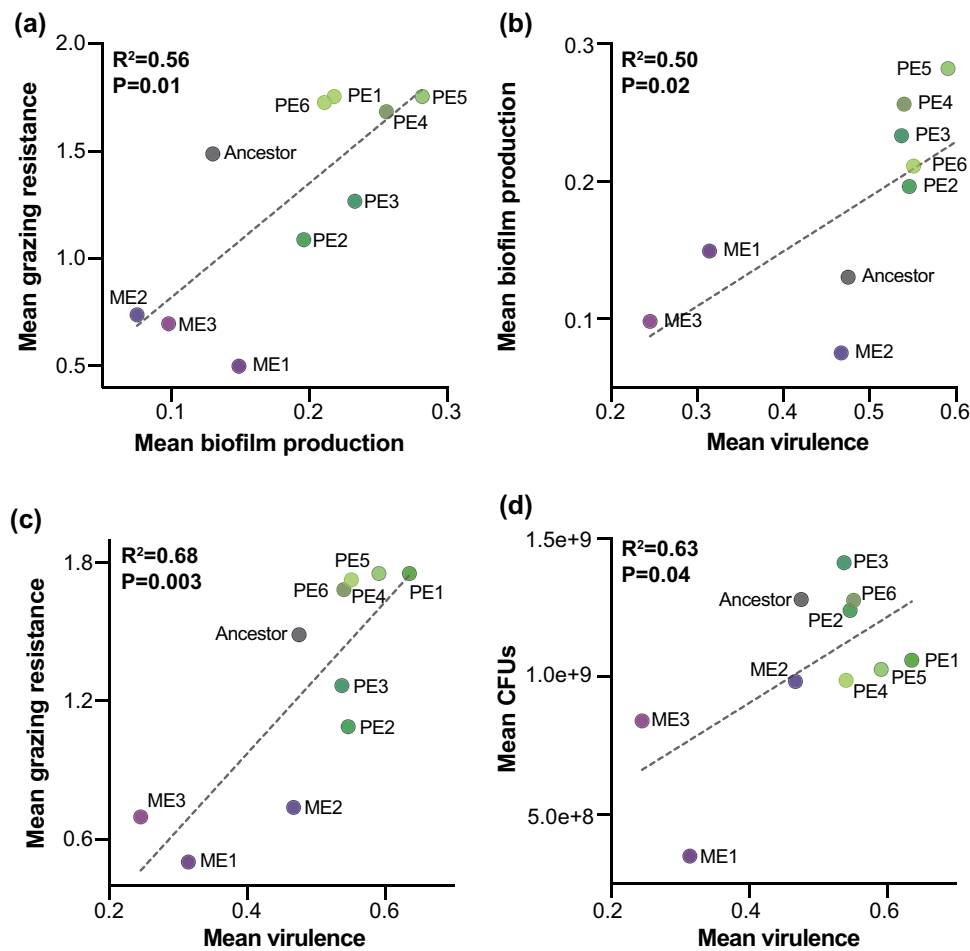 (a)
R²=0.56
P=0.01
Mean grazing resistance
2.0
1.5
1.0
0.5
PE6
PE1
PE5
PE4
Ancestor
PE3
PE2
ME2
ME3
ME1
0.1
0.2
0.3
Mean biofilm production
(b)
R²=0.50
P=0.02
Mean biofilm production
0.3
0.2
0.1
PE5
PE4
PE3
PE6
PE2
ME1
Ancestor
ME3
ME2
0.2
0.3
0.4
0.5
0.6
Mean virulence
(c)
R²=0.68
P=0.003
Mean grazing resistance
1.8
1.2
0.6
PE5
PE6
PE4
PE1
Ancestor
PE3
PE2
ME3
ME2
ME1
0.2
0.4
0.6
Mean virulence
(d)
R²=0.63
P=0.04
Mean CFUs
1.5e+9
1.0e+9
5.0e+8
PE3
Ancestor
PE6
PE2
ME2
PE1
PE5
PE4
ME3
ME1
0.2
0.4
0.6
Mean virulence